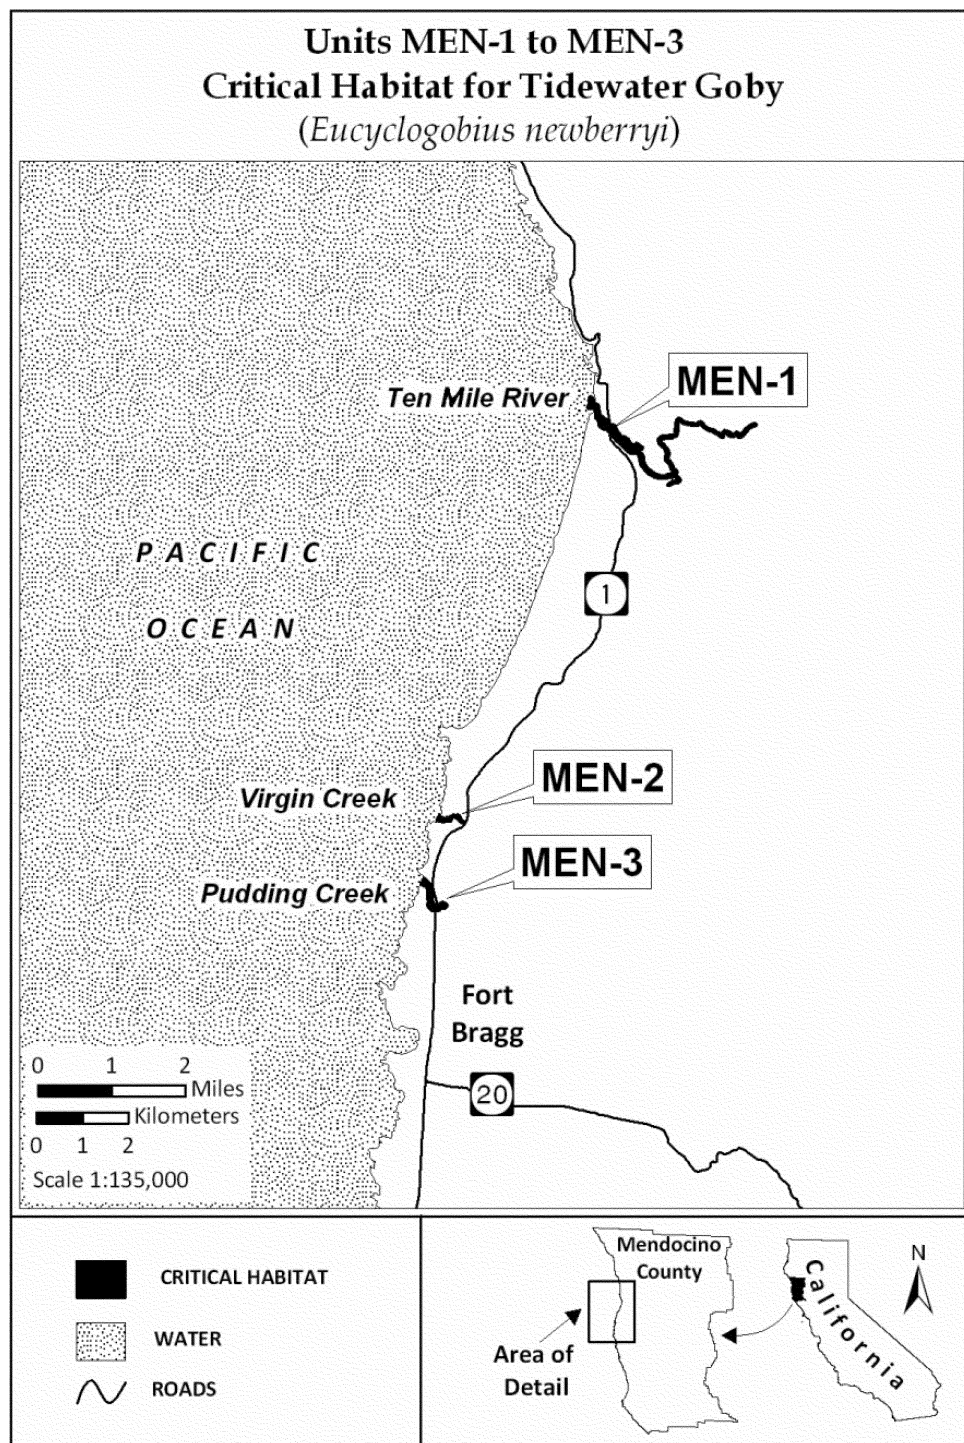 Units MEN-1 to MEN-3
Critical Habitat for Tidewater Goby
(Eucyclogobius newberryi)
Ten Mile River
MEN-1
PACIFIC
OCEAN
1
Virgin Creek
MEN-2
Pudding Creek
MEN-3
Fort
Bragg
20
0 1 2
Miles
Kilometers
0 1 2
Scale 1:135,000
CRITICAL HABITAT
WATER
ROADS
Mendocino
County
Area of
Detail
California
N